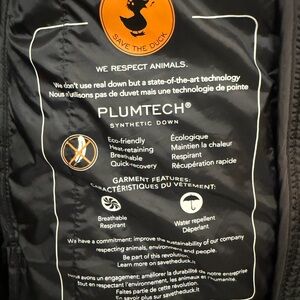 SAVE THE DUCK
WE RESPECT ANIMALS.
We don't use real down but a state-of-the-art technology
Nous n'utilisons pas de duvet mais une technologie de pointe
PLUMTECH®
SYNTHETIC DOWN
Eco-friendly
Heat-retaining
Breathable
Quick-recovery
Écologique
Maintien la chaleur
Respirant
Récupération rapide
GARMENT FEATURES:
CARACTÉRISTIQUES DU VÊTEMENT:
Breathable
Respirant
Water repellent
Déperlant
We have a commitment: improve the sustainability of our company
respecting animals, environment and people.
Be part of this revolution.
Learn more on savetheduck.it
Nous avons un engagement: améliorer la durabilité de notre entreprise
tout en respectant l'environnement, les animaux et l'humain.
Faites partie de cette révolution.
En savoir plus sur savetheduck.it